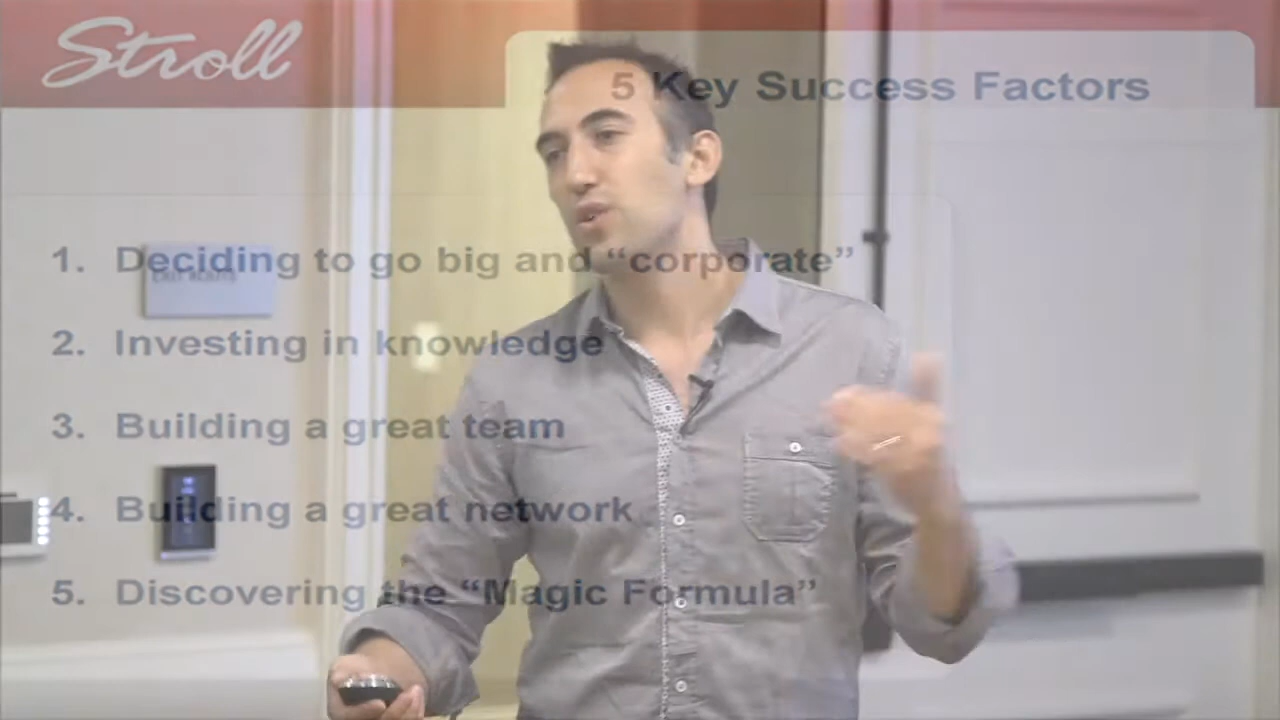 Stroll
5 Key Success Factors
1. Deciding to go big and “corporate”
2. Investing in knowledge
3. Building a great team
4. Building a great network
5. Discovering the “Magic Formula”